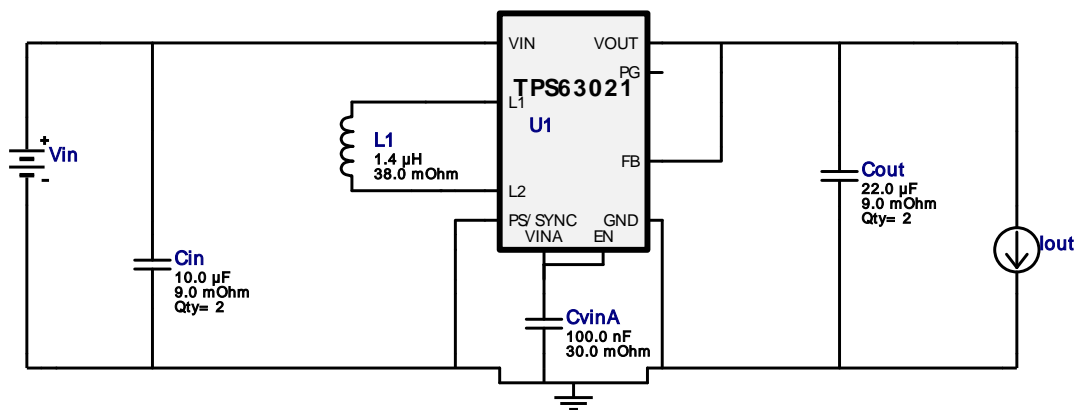 VIN
VOUT
PG
TPS63021
L1
U1
L1
1.4 µH
38.0 mOhm
Vin
+
-
FB
Cout
22.0 µF
9.0 mOhm
Qty= 2
L2
PS/ SYNC
GND
VINA
EN
Iout
Cin
10.0 µF
9.0 mOhm
Qty= 2
CvinA
100.0 nF
30.0 mOhm